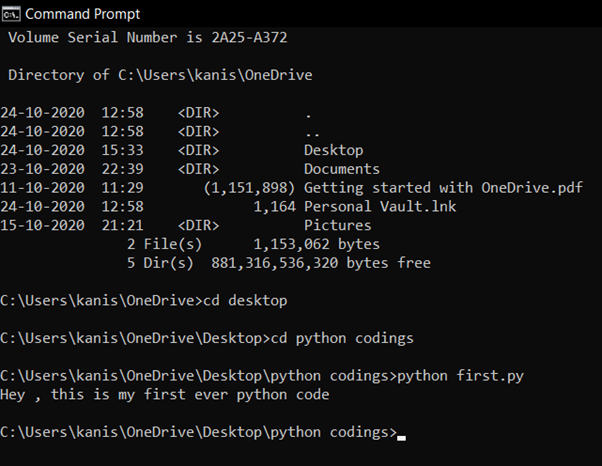 Command Prompt
Volume Serial Number is 2A25-A372
Directory of C:\Users\kanis\OneDrive
24-10-2020  12:58    <DIR>          .
24-10-2020  12:58    <DIR>          ..
24-10-2020  15:33    <DIR>          Desktop
23-10-2020  22:39    <DIR>          Documents
11-10-2020  11:29       (1,151,898) Getting started with OneDrive.pdf
24-10-2020  12:58             1,164 Personal Vault.lnk
15-10-2020  21:21    <DIR>          Pictures
2 File(s)      1,153,062 bytes
5 Dir(s)  881,316,536,320 bytes free
C:\Users\kanis\OneDrive>cd desktop
C:\Users\kanis\OneDrive\Desktop>cd python codings
C:\Users\kanis\OneDrive\Desktop\python codings>python first.py
Hey , this is my first ever python code
C:\Users\kanis\OneDrive\Desktop\python codings>